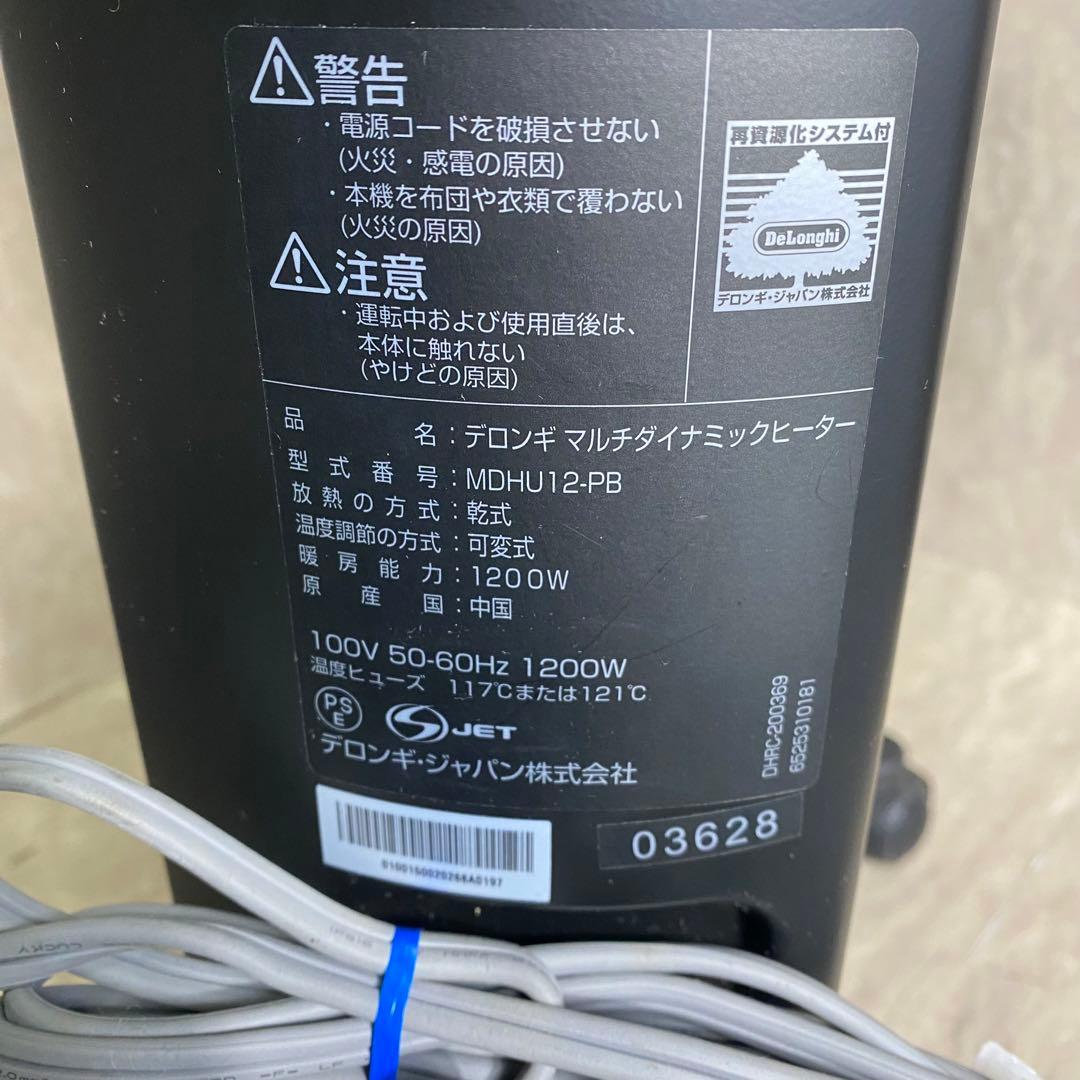 警告
・電源コードを破損させない
(火災・感電の原因)
・本機を布団や衣類で覆わない
(火災の原因)
注意
・運転中および使用直後は、
本体に触れない
(やけどの原因)
再資源化システム付
DeLonghi
デロンギ・ジャパン株式会社
品名：デロンギ マルチダイナミックヒーター
型式番号：MDHU12-PB
放熱の方式：乾式
温度調節の方式：可変式
暖房能力：1200W
原産国：中国
100V 50-60Hz 1200W
温度ヒューズ 117℃または121℃
PSE
S JET
デロンギ・ジャパン株式会社
DHRC-200369
6525310181
0100150020266A0197
03628
LUCKY